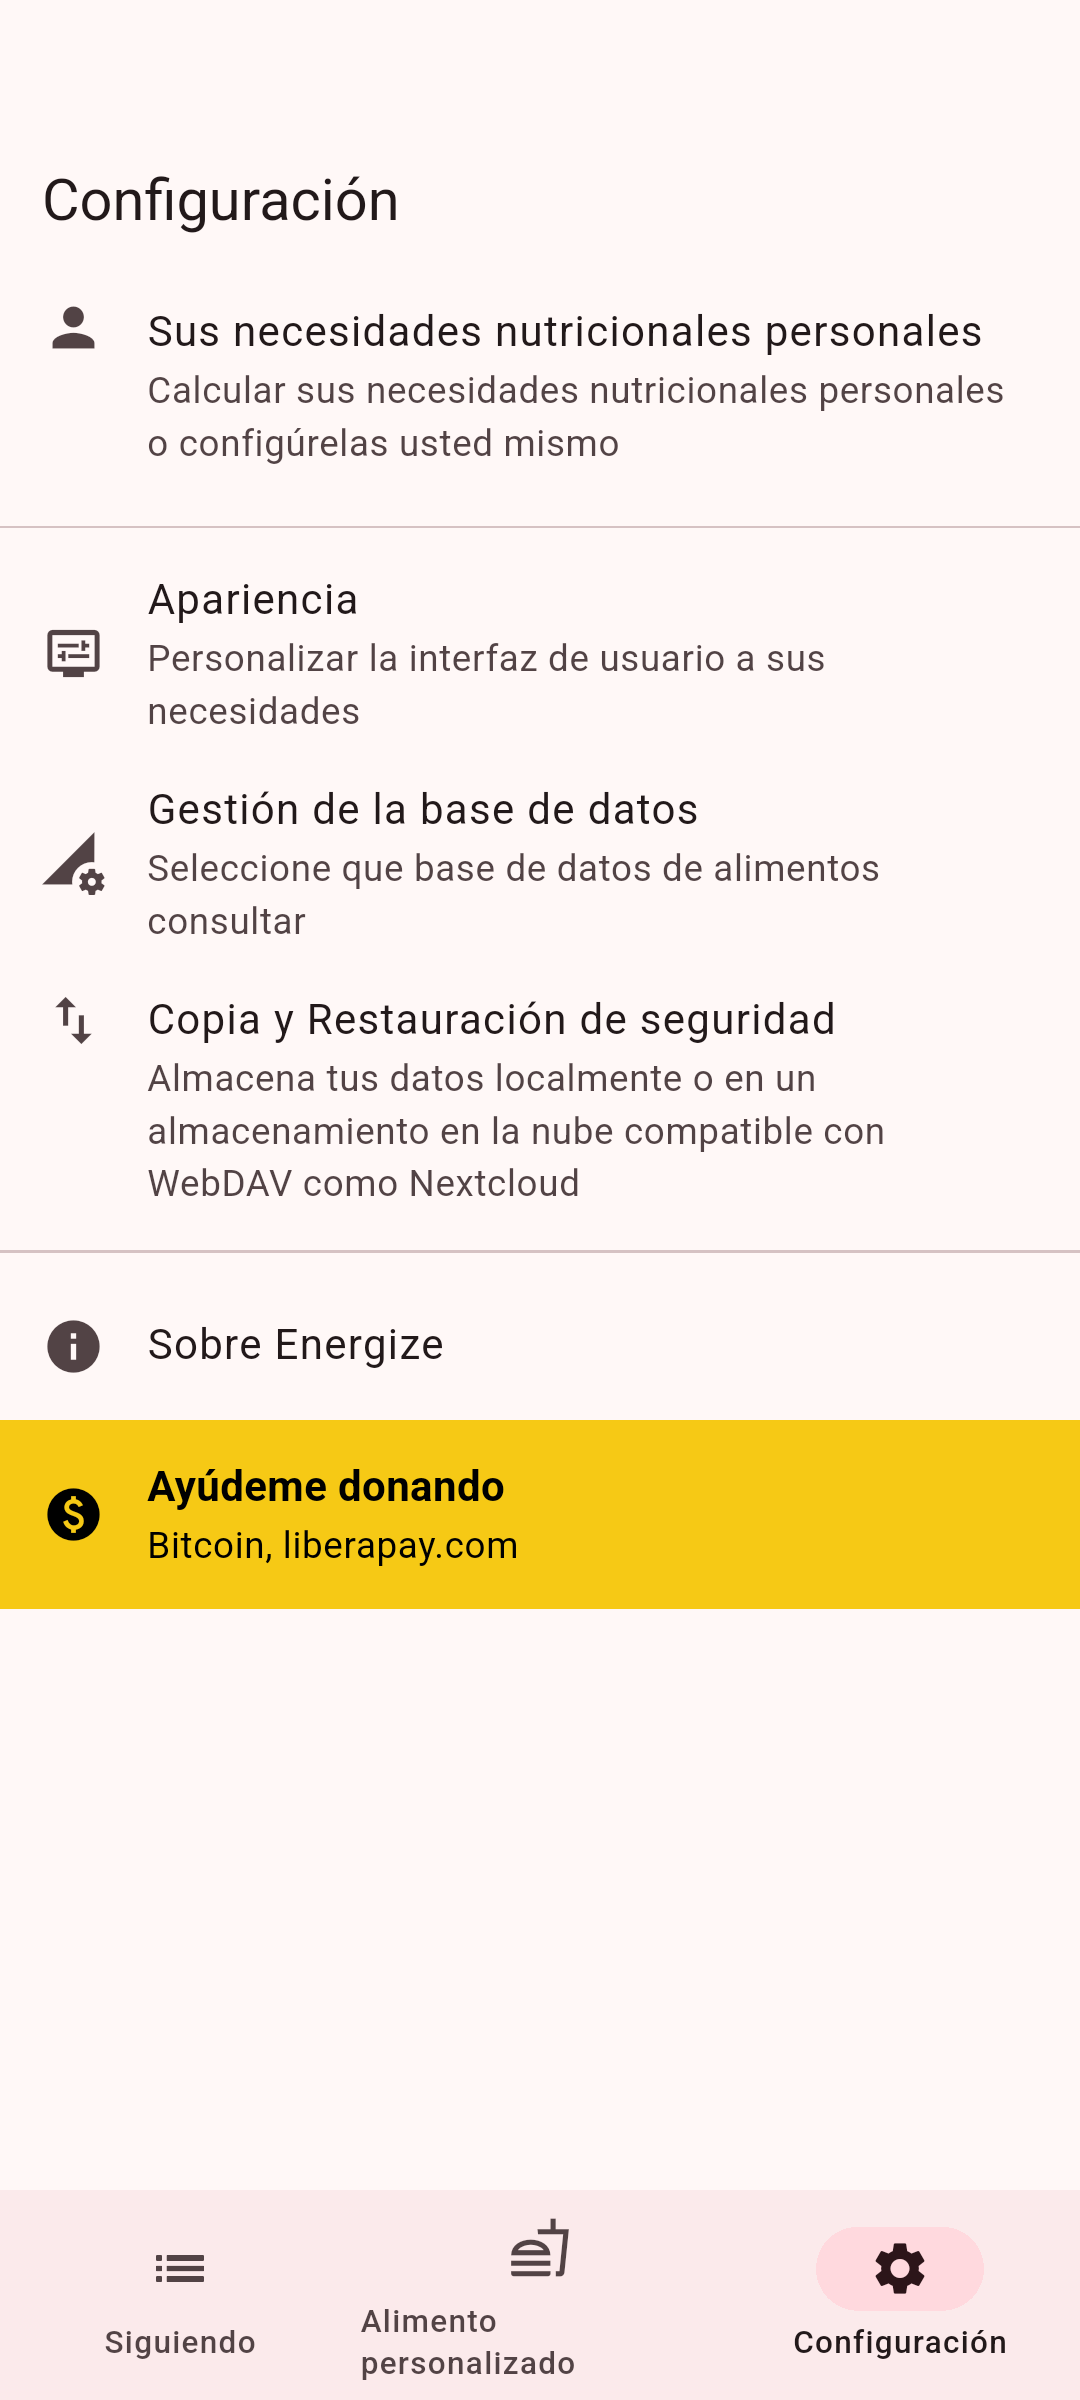 Configuración
Sus necesidades nutricionales personales
Calcular sus necesidades nutricionales personales
o configúrelas usted mismo
Apariencia
Personalizar la interfaz de usuario a sus
necesidades
Gestión de la base de datos
Seleccione que base de datos de alimentos
consultar
Copia y Restauración de seguridad
Almacena tus datos localmente o en un
almacenamiento en la nube compatible con
WebDAV como Nextcloud
Sobre Energize
Ayúdeme donando
Bitcoin, liberapay.com
Siguiendo
Alimento
personalizado
Configuración